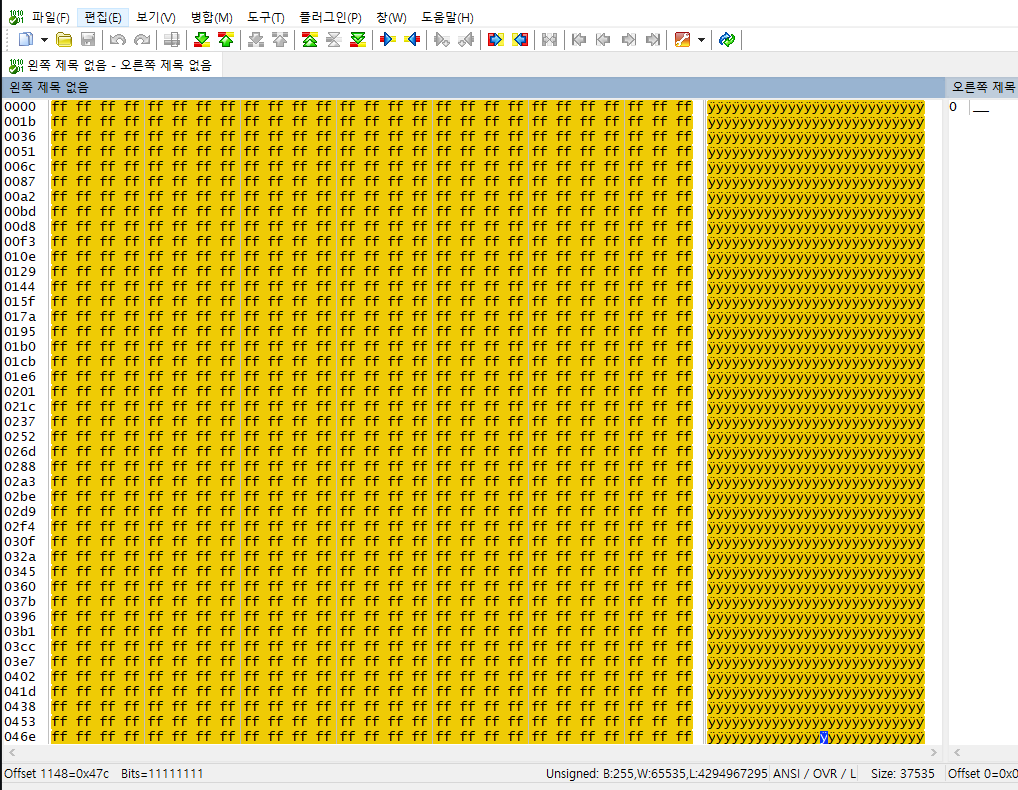 파일(F) 편집(E) 보기(V) 병합(M) 도구(T) 플러그인(P) 창(W) 도움말(H)
왼쪽 제목 없음 - 오른쪽 제목 없음
왼쪽 제목 없음 오른쪽 제목
0000 ff ff ff ff ff ff ff ff ff ff ff ff ff ff ff ff ff ff ff ff ff ff ff ff ff ff ff ÿÿÿÿÿÿÿÿÿÿÿÿÿÿÿÿÿÿÿÿÿÿÿÿÿÿÿ 0
001b ff ff ff ff ff ff ff ff ff ff ff ff ff ff ff ff ff ff ff ff ff ff ff ff ff ff ff ÿÿÿÿÿÿÿÿÿÿÿÿÿÿÿÿÿÿÿÿÿÿÿÿÿÿÿ
0036 ff ff ff ff ff ff ff ff ff ff ff ff ff ff ff ff ff ff ff ff ff ff ff ff ff ff ff ÿÿÿÿÿÿÿÿÿÿÿÿÿÿÿÿÿÿÿÿÿÿÿÿÿÿÿ
0051 ff ff ff ff ff ff ff ff ff ff ff ff ff ff ff ff ff ff ff ff ff ff ff ff ff ff ff ÿÿÿÿÿÿÿÿÿÿÿÿÿÿÿÿÿÿÿÿÿÿÿÿÿÿÿ
006c ff ff ff ff ff ff ff ff ff ff ff ff ff ff ff ff ff ff ff ff ff ff ff ff ff ff ff ÿÿÿÿÿÿÿÿÿÿÿÿÿÿÿÿÿÿÿÿÿÿÿÿÿÿÿ
0087 ff ff ff ff ff ff ff ff ff ff ff ff ff ff ff ff ff ff ff ff ff ff ff ff ff ff ff ÿÿÿÿÿÿÿÿÿÿÿÿÿÿÿÿÿÿÿÿÿÿÿÿÿÿÿ
00a2 ff ff ff ff ff ff ff ff ff ff ff ff ff ff ff ff ff ff ff ff ff ff ff ff ff ff ff ÿÿÿÿÿÿÿÿÿÿÿÿÿÿÿÿÿÿÿÿÿÿÿÿÿÿÿ
00bd ff ff ff ff ff ff ff ff ff ff ff ff ff ff ff ff ff ff ff ff ff ff ff ff ff ff ff ÿÿÿÿÿÿÿÿÿÿÿÿÿÿÿÿÿÿÿÿÿÿÿÿÿÿÿ
00d8 ff ff ff ff ff ff ff ff ff ff ff ff ff ff ff ff ff ff ff ff ff ff ff ff ff ff ff ÿÿÿÿÿÿÿÿÿÿÿÿÿÿÿÿÿÿÿÿÿÿÿÿÿÿÿ
00f3 ff ff ff ff ff ff ff ff ff ff ff ff ff ff ff ff ff ff ff ff ff ff ff ff ff ff ff ÿÿÿÿÿÿÿÿÿÿÿÿÿÿÿÿÿÿÿÿÿÿÿÿÿÿÿ
010e ff ff ff ff ff ff ff ff ff ff ff ff ff ff ff ff ff ff ff ff ff ff ff ff ff ff ff ÿÿÿÿÿÿÿÿÿÿÿÿÿÿÿÿÿÿÿÿÿÿÿÿÿÿÿ
0129 ff ff ff ff ff ff ff ff ff ff ff ff ff ff ff ff ff ff ff ff ff ff ff ff ff ff ff ÿÿÿÿÿÿÿÿÿÿÿÿÿÿÿÿÿÿÿÿÿÿÿÿÿÿÿ
0144 ff ff ff ff ff ff ff ff ff ff ff ff ff ff ff ff ff ff ff ff ff ff ff ff ff ff ff ÿÿÿÿÿÿÿÿÿÿÿÿÿÿÿÿÿÿÿÿÿÿÿÿÿÿÿ
015f ff ff ff ff ff ff ff ff ff ff ff ff ff ff ff ff ff ff ff ff ff ff ff ff ff ff ff ÿÿÿÿÿÿÿÿÿÿÿÿÿÿÿÿÿÿÿÿÿÿÿÿÿÿÿ
017a ff ff ff ff ff ff ff ff ff ff ff ff ff ff ff ff ff ff ff ff ff ff ff ff ff ff ff ÿÿÿÿÿÿÿÿÿÿÿÿÿÿÿÿÿÿÿÿÿÿÿÿÿÿÿ
0195 ff ff ff ff ff ff ff ff ff ff ff ff ff ff ff ff ff ff ff ff ff ff ff ff ff ff ff ÿÿÿÿÿÿÿÿÿÿÿÿÿÿÿÿÿÿÿÿÿÿÿÿÿÿÿ
01b0 ff ff ff ff ff ff ff ff ff ff ff ff ff ff ff ff ff ff ff ff ff ff ff ff ff ff ff ÿÿÿÿÿÿÿÿÿÿÿÿÿÿÿÿÿÿÿÿÿÿÿÿÿÿÿ
01cb ff ff ff ff ff ff ff ff ff ff ff ff ff ff ff ff ff ff ff ff ff ff ff ff ff ff ff ÿÿÿÿÿÿÿÿÿÿÿÿÿÿÿÿÿÿÿÿÿÿÿÿÿÿÿ
01e6 ff ff ff ff ff ff ff ff ff ff ff ff ff ff ff ff ff ff ff ff ff ff ff ff ff ff ff ÿÿÿÿÿÿÿÿÿÿÿÿÿÿÿÿÿÿÿÿÿÿÿÿÿÿÿ
0201 ff ff ff ff ff ff ff ff ff ff ff ff ff ff ff ff ff ff ff ff ff ff ff ff ff ff ff ÿÿÿÿÿÿÿÿÿÿÿÿÿÿÿÿÿÿÿÿÿÿÿÿÿÿÿ
021c ff ff ff ff ff ff ff ff ff ff ff ff ff ff ff ff ff ff ff ff ff ff ff ff ff ff ff ÿÿÿÿÿÿÿÿÿÿÿÿÿÿÿÿÿÿÿÿÿÿÿÿÿÿÿ
0237 ff ff ff ff ff ff ff ff ff ff ff ff ff ff ff ff ff ff ff ff ff ff ff ff ff ff ff ÿÿÿÿÿÿÿÿÿÿÿÿÿÿÿÿÿÿÿÿÿÿÿÿÿÿÿ
0252 ff ff ff ff ff ff ff ff ff ff ff ff ff ff ff ff ff ff ff ff ff ff ff ff ff ff ff ÿÿÿÿÿÿÿÿÿÿÿÿÿÿÿÿÿÿÿÿÿÿÿÿÿÿÿ
026d ff ff ff ff ff ff ff ff ff ff ff ff ff ff ff ff ff ff ff ff ff ff ff ff ff ff ff ÿÿÿÿÿÿÿÿÿÿÿÿÿÿÿÿÿÿÿÿÿÿÿÿÿÿÿ
0288 ff ff ff ff ff ff ff ff ff ff ff ff ff ff ff ff ff ff ff ff ff ff ff ff ff ff ff ÿÿÿÿÿÿÿÿÿÿÿÿÿÿÿÿÿÿÿÿÿÿÿÿÿÿÿ
02a3 ff ff ff ff ff ff ff ff ff ff ff ff ff ff ff ff ff ff ff ff ff ff ff ff ff ff ff ÿÿÿÿÿÿÿÿÿÿÿÿÿÿÿÿÿÿÿÿÿÿÿÿÿÿÿ
02be ff ff ff ff ff ff ff ff ff ff ff ff ff ff ff ff ff ff ff ff ff ff ff ff ff ff ff ÿÿÿÿÿÿÿÿÿÿÿÿÿÿÿÿÿÿÿÿÿÿÿÿÿÿÿ
02d9 ff ff ff ff ff ff ff ff ff ff ff ff ff ff ff ff ff ff ff ff ff ff ff ff ff ff ff ÿÿÿÿÿÿÿÿÿÿÿÿÿÿÿÿÿÿÿÿÿÿÿÿÿÿÿ
02f4 ff ff ff ff ff ff ff ff ff ff ff ff ff ff ff ff ff ff ff ff ff ff ff ff ff ff ff ÿÿÿÿÿÿÿÿÿÿÿÿÿÿÿÿÿÿÿÿÿÿÿÿÿÿÿ
030f ff ff ff ff ff ff ff ff ff ff ff ff ff ff ff ff ff ff ff ff ff ff ff ff ff ff ff ÿÿÿÿÿÿÿÿÿÿÿÿÿÿÿÿÿÿÿÿÿÿÿÿÿÿÿ
032a ff ff ff ff ff ff ff ff ff ff ff ff ff ff ff ff ff ff ff ff ff ff ff ff ff ff ff ÿÿÿÿÿÿÿÿÿÿÿÿÿÿÿÿÿÿÿÿÿÿÿÿÿÿÿ
0345 ff ff ff ff ff ff ff ff ff ff ff ff ff ff ff ff ff ff ff ff ff ff ff ff ff ff ff ÿÿÿÿÿÿÿÿÿÿÿÿÿÿÿÿÿÿÿÿÿÿÿÿÿÿÿ
0360 ff ff ff ff ff ff ff ff ff ff ff ff ff ff ff ff ff ff ff ff ff ff ff ff ff ff ff ÿÿÿÿÿÿÿÿÿÿÿÿÿÿÿÿÿÿÿÿÿÿÿÿÿÿÿ
037b ff ff ff ff ff ff ff ff ff ff ff ff ff ff ff ff ff ff ff ff ff ff ff ff ff ff ff ÿÿÿÿÿÿÿÿÿÿÿÿÿÿÿÿÿÿÿÿÿÿÿÿÿÿÿ
0396 ff ff ff ff ff ff ff ff ff ff ff ff ff ff ff ff ff ff ff ff ff ff ff ff ff ff ff ÿÿÿÿÿÿÿÿÿÿÿÿÿÿÿÿÿÿÿÿÿÿÿÿÿÿÿ
03b1 ff ff ff ff ff ff ff ff ff ff ff ff ff ff ff ff ff ff ff ff ff ff ff ff ff ff ff ÿÿÿÿÿÿÿÿÿÿÿÿÿÿÿÿÿÿÿÿÿÿÿÿÿÿÿ
03cc ff ff ff ff ff ff ff ff ff ff ff ff ff ff ff ff ff ff ff ff ff ff ff ff ff ff ff ÿÿÿÿÿÿÿÿÿÿÿÿÿÿÿÿÿÿÿÿÿÿÿÿÿÿÿ
03e7 ff ff ff ff ff ff ff ff ff ff ff ff ff ff ff ff ff ff ff ff ff ff ff ff ff ff ff ÿÿÿÿÿÿÿÿÿÿÿÿÿÿÿÿÿÿÿÿÿÿÿÿÿÿÿ
0402 ff ff ff ff ff ff ff ff ff ff ff ff ff ff ff ff ff ff ff ff ff ff ff ff ff ff ff ÿÿÿÿÿÿÿÿÿÿÿÿÿÿÿÿÿÿÿÿÿÿÿÿÿÿÿ
041d ff ff ff ff ff ff ff ff ff ff ff ff ff ff ff ff ff ff ff ff ff ff ff ff ff ff ff ÿÿÿÿÿÿÿÿÿÿÿÿÿÿÿÿÿÿÿÿÿÿÿÿÿÿÿ
0438 ff ff ff ff ff ff ff ff ff ff ff ff ff ff ff ff ff ff ff ff ff ff ff ff ff ff ff ÿÿÿÿÿÿÿÿÿÿÿÿÿÿÿÿÿÿÿÿÿÿÿÿÿÿÿ
0453 ff ff ff ff ff ff ff ff ff ff ff ff ff ff ff ff ff ff ff ff ff ff ff ff ff ff ff ÿÿÿÿÿÿÿÿÿÿÿÿÿÿÿÿÿÿÿÿÿÿÿÿÿÿÿ
046e ff ff ff ff ff ff ff ff ff ff ff ff ff ff ff ff ff ff ff ff ff ff ff ff ff ff ff ÿÿÿÿÿÿÿÿÿÿÿÿÿÿÿÿÿÿÿÿÿÿÿÿÿÿÿ
Offset 1148=0x47c Bits=11111111 Unsigned: B:255,W:65535,L:4294967295 ANSI / OVR / L Size: 37535 Offset 0=0x0